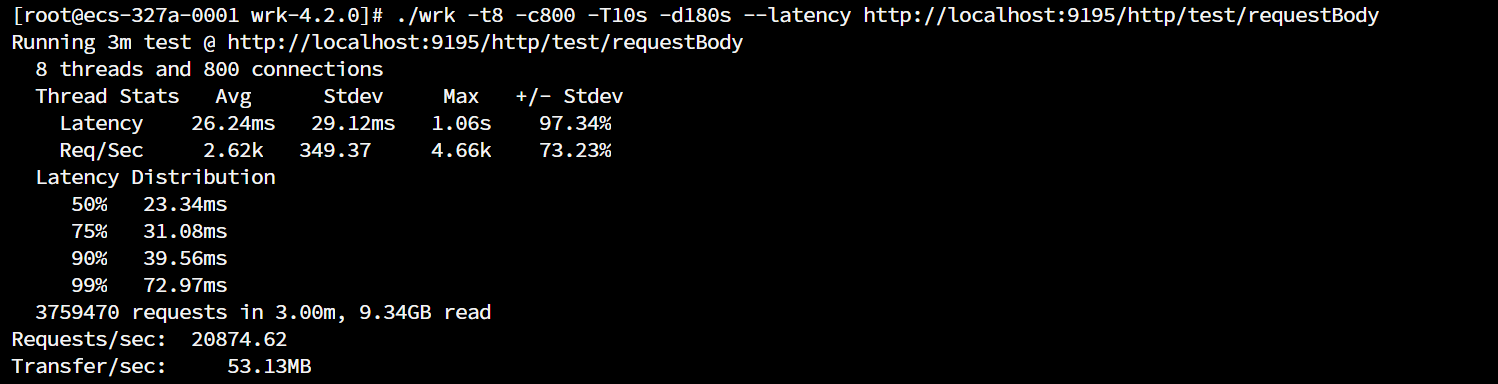 [root@ecs-327a-0001 wrk-4.2.0]# ./wrk -t8 -c800 -T10s -d180s --latency http://localhost:9195/http/test/requestBody
Running 3m test @ http://localhost:9195/http/test/requestBody
  8 threads and 800 connections
  Thread Stats   Avg      Stdev     Max   +/- Stdev
    Latency    26.24ms   29.12ms   1.06s    97.34%
    Req/Sec     2.62k   349.37     4.66k    73.23%
  Latency Distribution
     50%   23.34ms
     75%   31.08ms
     90%   39.56ms
     99%   72.97ms
  3759470 requests in 3.00m, 9.34GB read
Requests/sec:  20874.62
Transfer/sec:     53.13MB